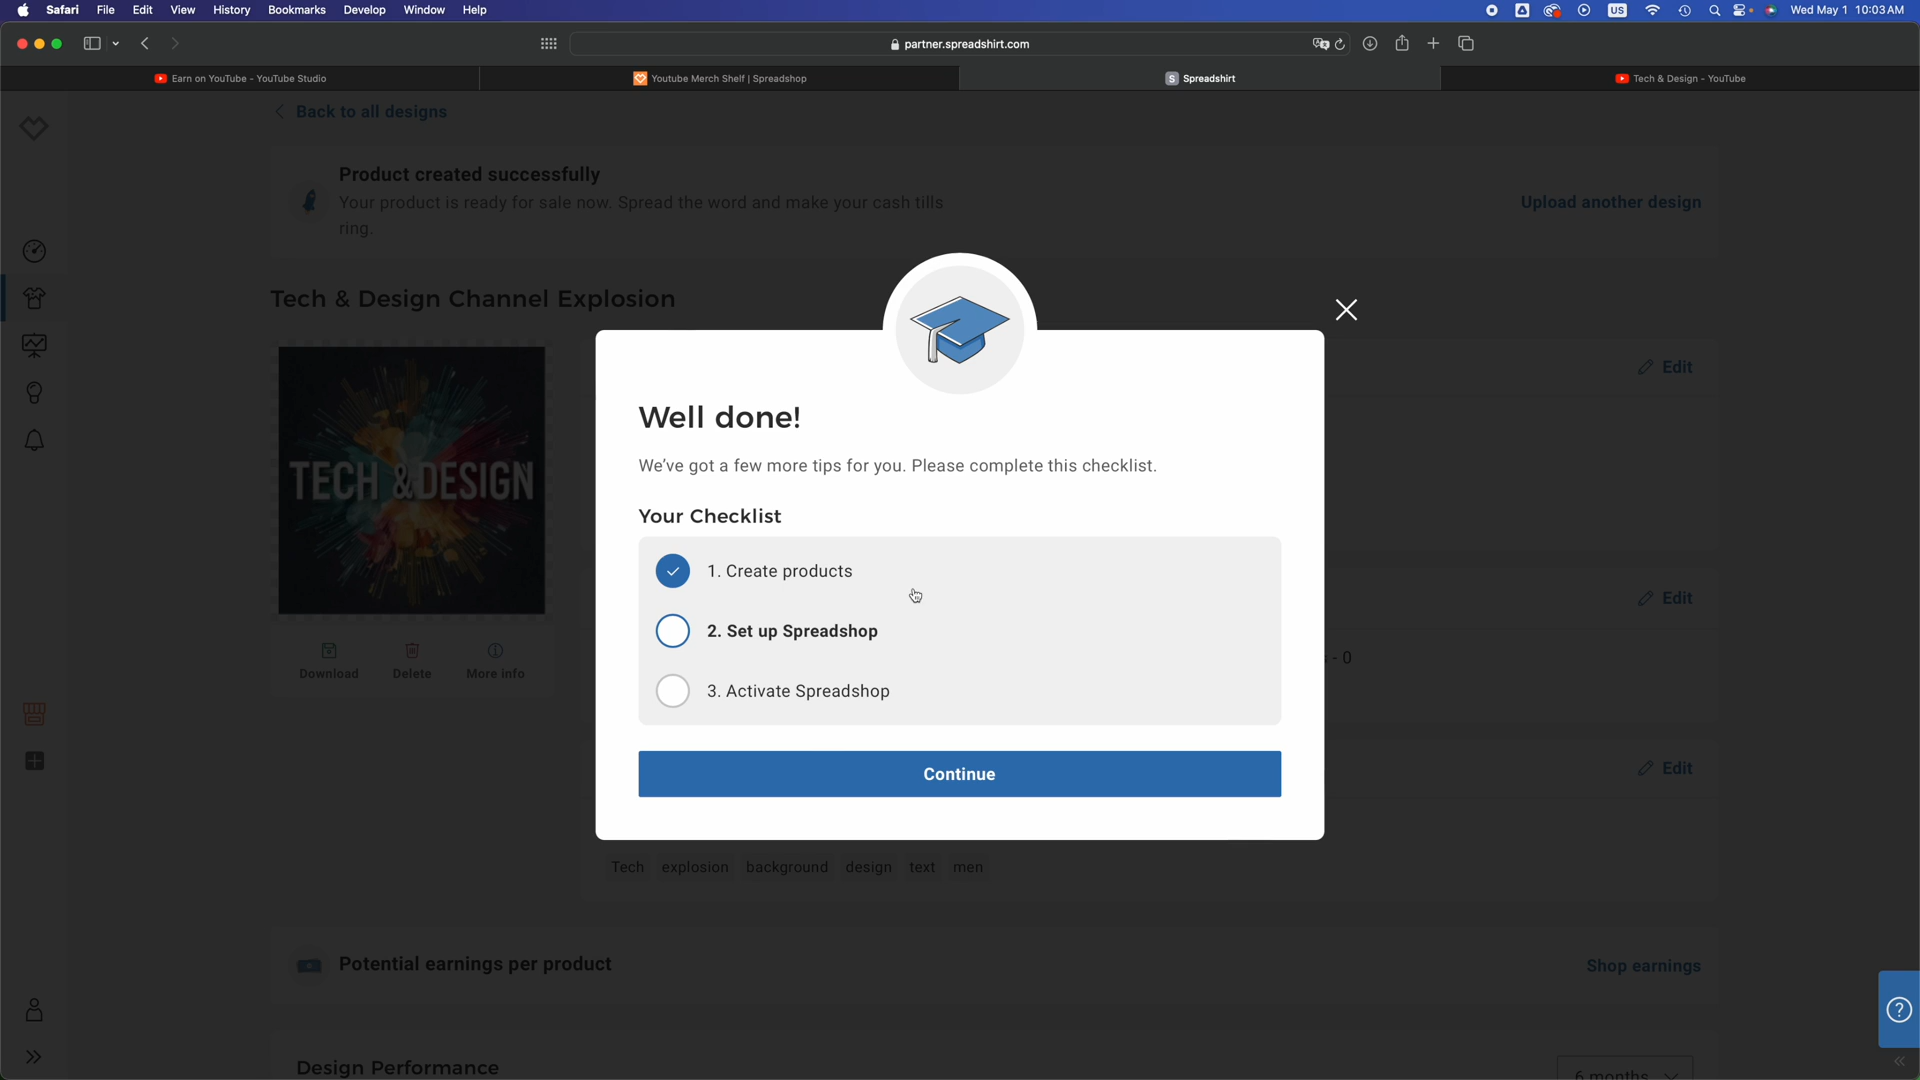 Safari File Edit View History Bookmarks Develop Window Help
US
Wed May 1 10:03 AM
partner.spreadshirt.com
Earn on YouTube - YouTube Studio
Youtube Merch Shelf | Spreadshop
S Spreadshirt
Tech & Design - YouTube
Back to all designs
Product created successfully
Your product is ready for sale now. Spread the word and make your cash tills
ring.
Upload another design
Tech & Design Channel Explosion
Edit
TECH & DESIGN
Download Delete More info
Well done!
We've got a few more tips for you. Please complete this checklist.
Your Checklist
1. Create products
2. Set up Spreadshop
3. Activate Spreadshop
Continue
Edit
- 0
Edit
Tech explosion background design text men
Potential earnings per product
Shop earnings
Design Performance
6 months
?